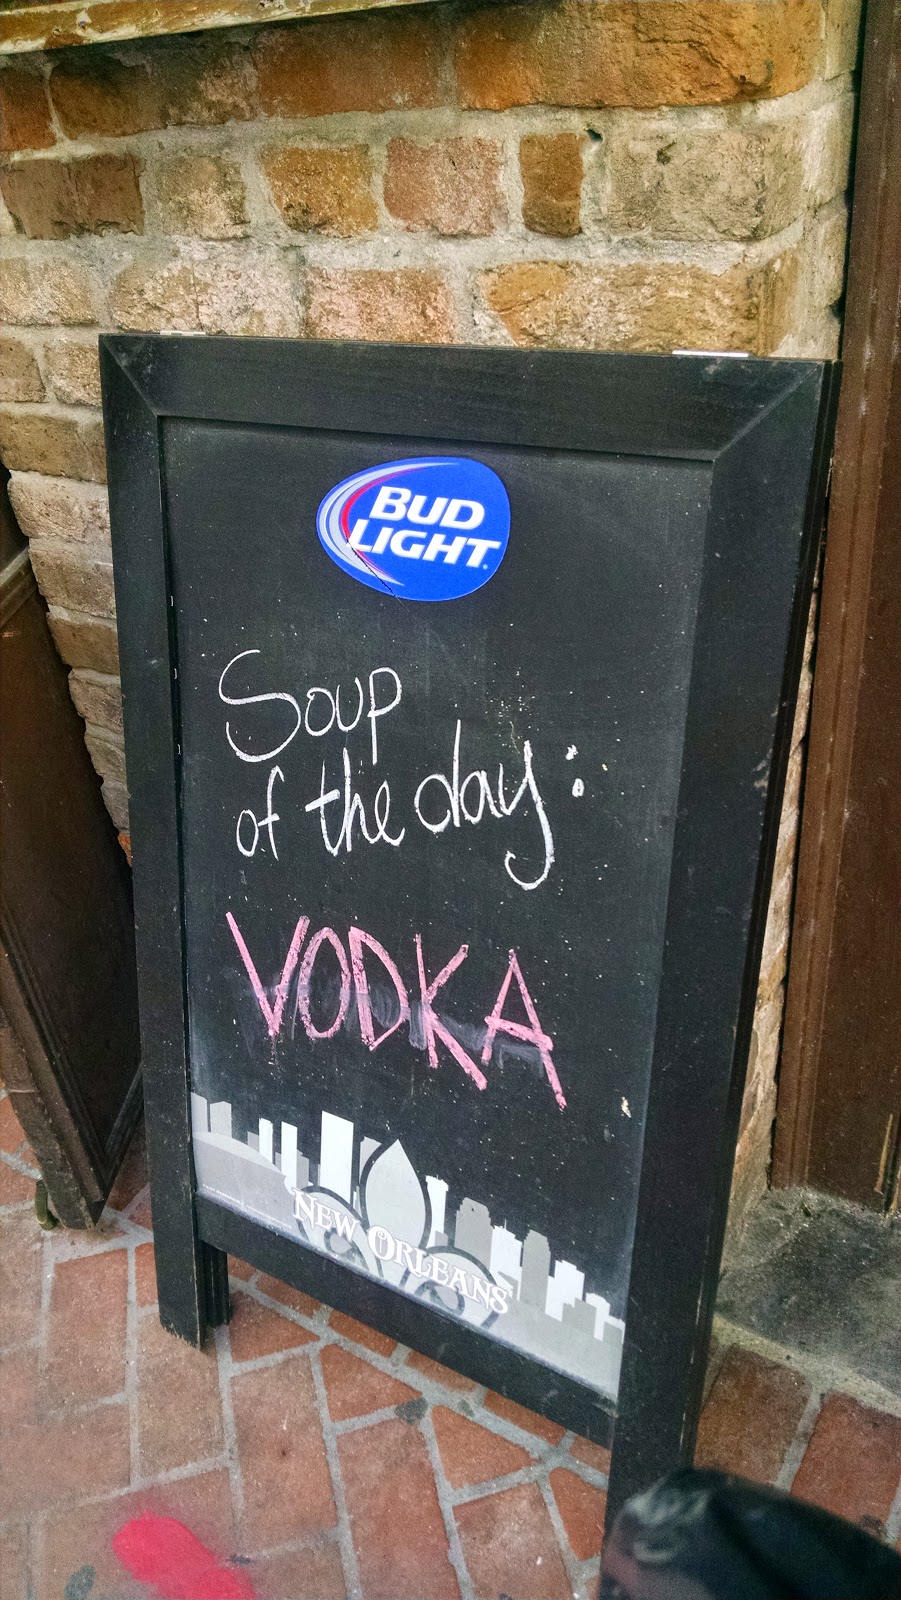 BUD
LIGHT
Soup
of the day:
VODKA
NEW ORLEANS